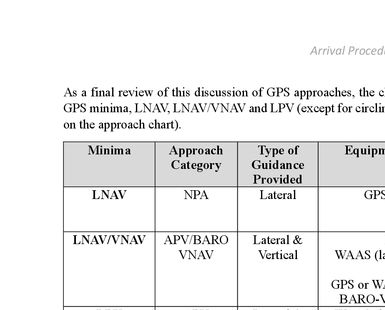 Arrival Proced
As a final review of this discussion of GPS approaches, the c
GPS minima, LNAV, LNAV/VNAV and LPV (except for circlin
on the approach chart).
Minima Approach Category Type of Guidance Provided Equipm
LNAV NPA Lateral GPS
LNAV/VNAV APV/BARO VNAV Lateral & Vertical WAAS (la
GPS or WA
BARO-V